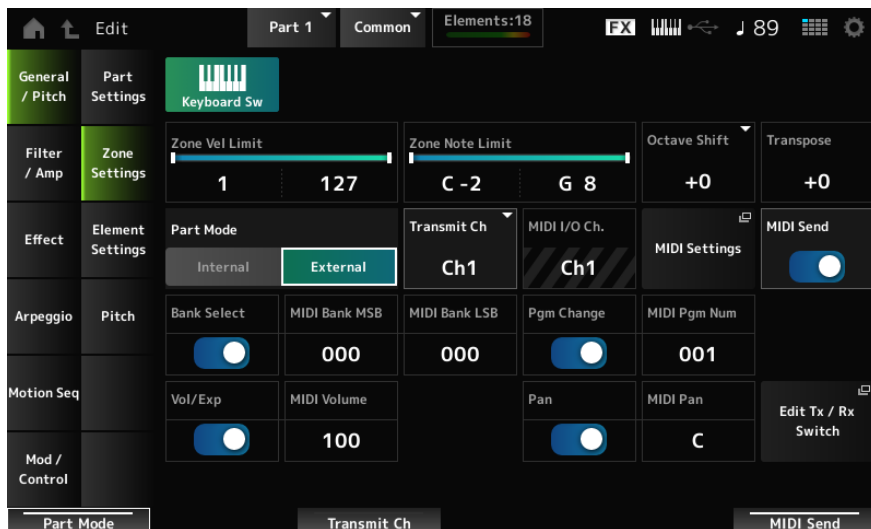 Edit
Part 1
Common
Elements:18
FX
♩ 89
General
/ Pitch
Part
Settings
Keyboard Sw
Filter
/ Amp
Zone
Settings
Zone Vel Limit
1
127
Zone Note Limit
C -2
G 8
Octave Shift
+0
Transpose
+0
Effect
Element
Settings
Part Mode
Internal
External
Transmit Ch
Ch1
MIDI I/O Ch.
Ch1
MIDI Settings
MIDI Send
Arpeggio
Pitch
Bank Select
MIDI Bank MSB
000
MIDI Bank LSB
000
Pgm Change
MIDI Pgm Num
001
Motion Seq
Vol/Exp
MIDI Volume
100
Pan
MIDI Pan
C
Edit Tx / Rx
Switch
Mod /
Control
Part Mode
Transmit Ch
MIDI Send